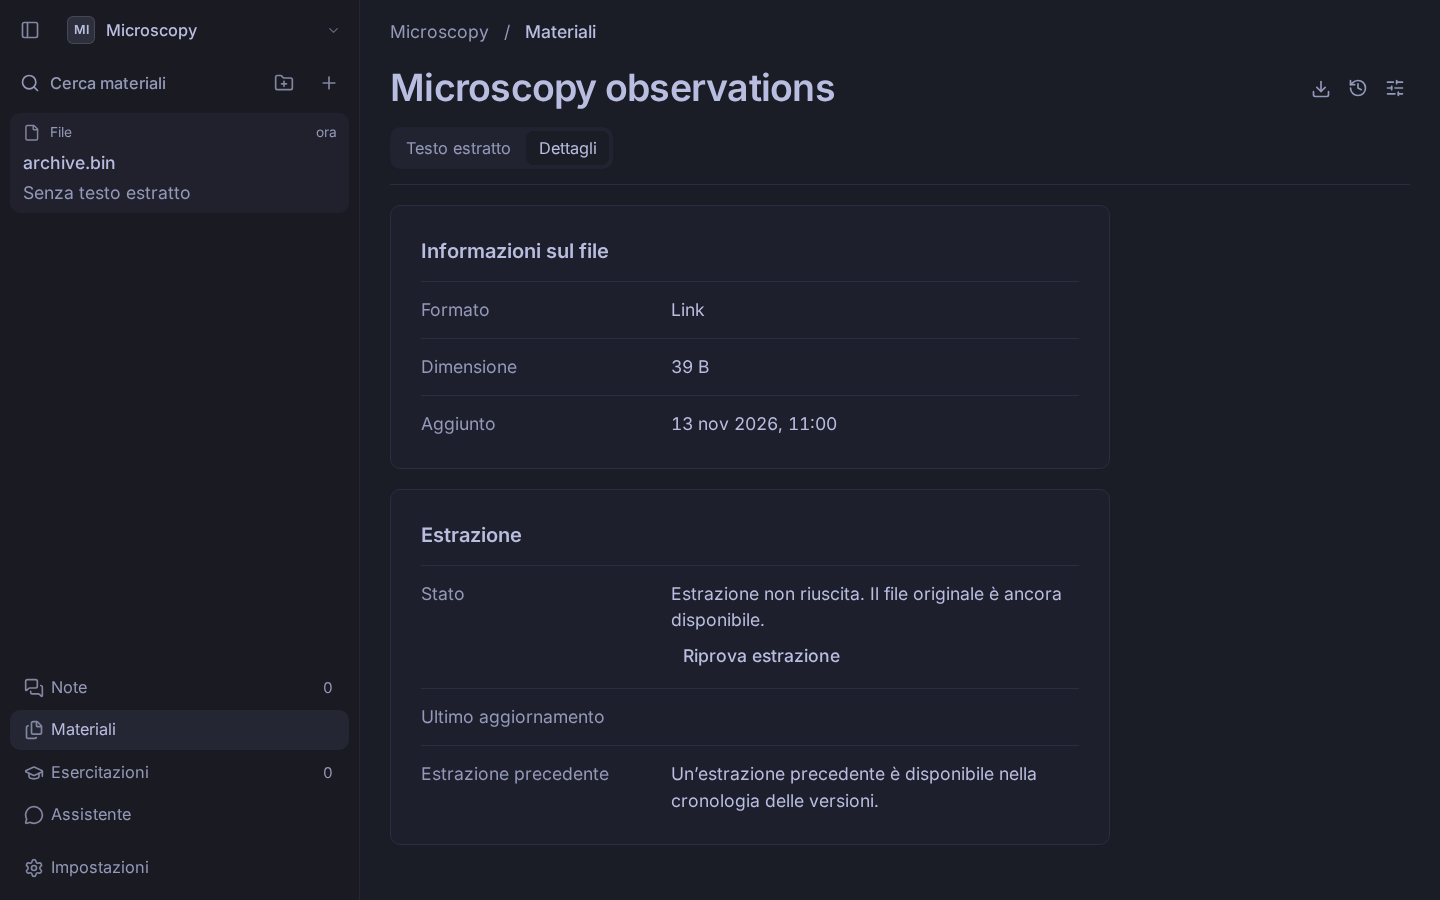 MI Microscopy
Cerca materiali
File ora
archive.bin
Senza testo estratto
Note 0
Materiali
Esercitazioni 0
Assistente
Impostazioni
Microscopy / Materiali
Microscopy observations
Testo estratto Dettagli
Informazioni sul file
Formato Link
Dimensione 39 B
Aggiunto 13 nov 2026, 11:00
Estrazione
Stato Estrazione non riuscita. Il file originale è ancora
disponibile.
Riprova estrazione
Ultimo aggiornamento
Estrazione precedente Un’estrazione precedente è disponibile nella
cronologia delle versioni.